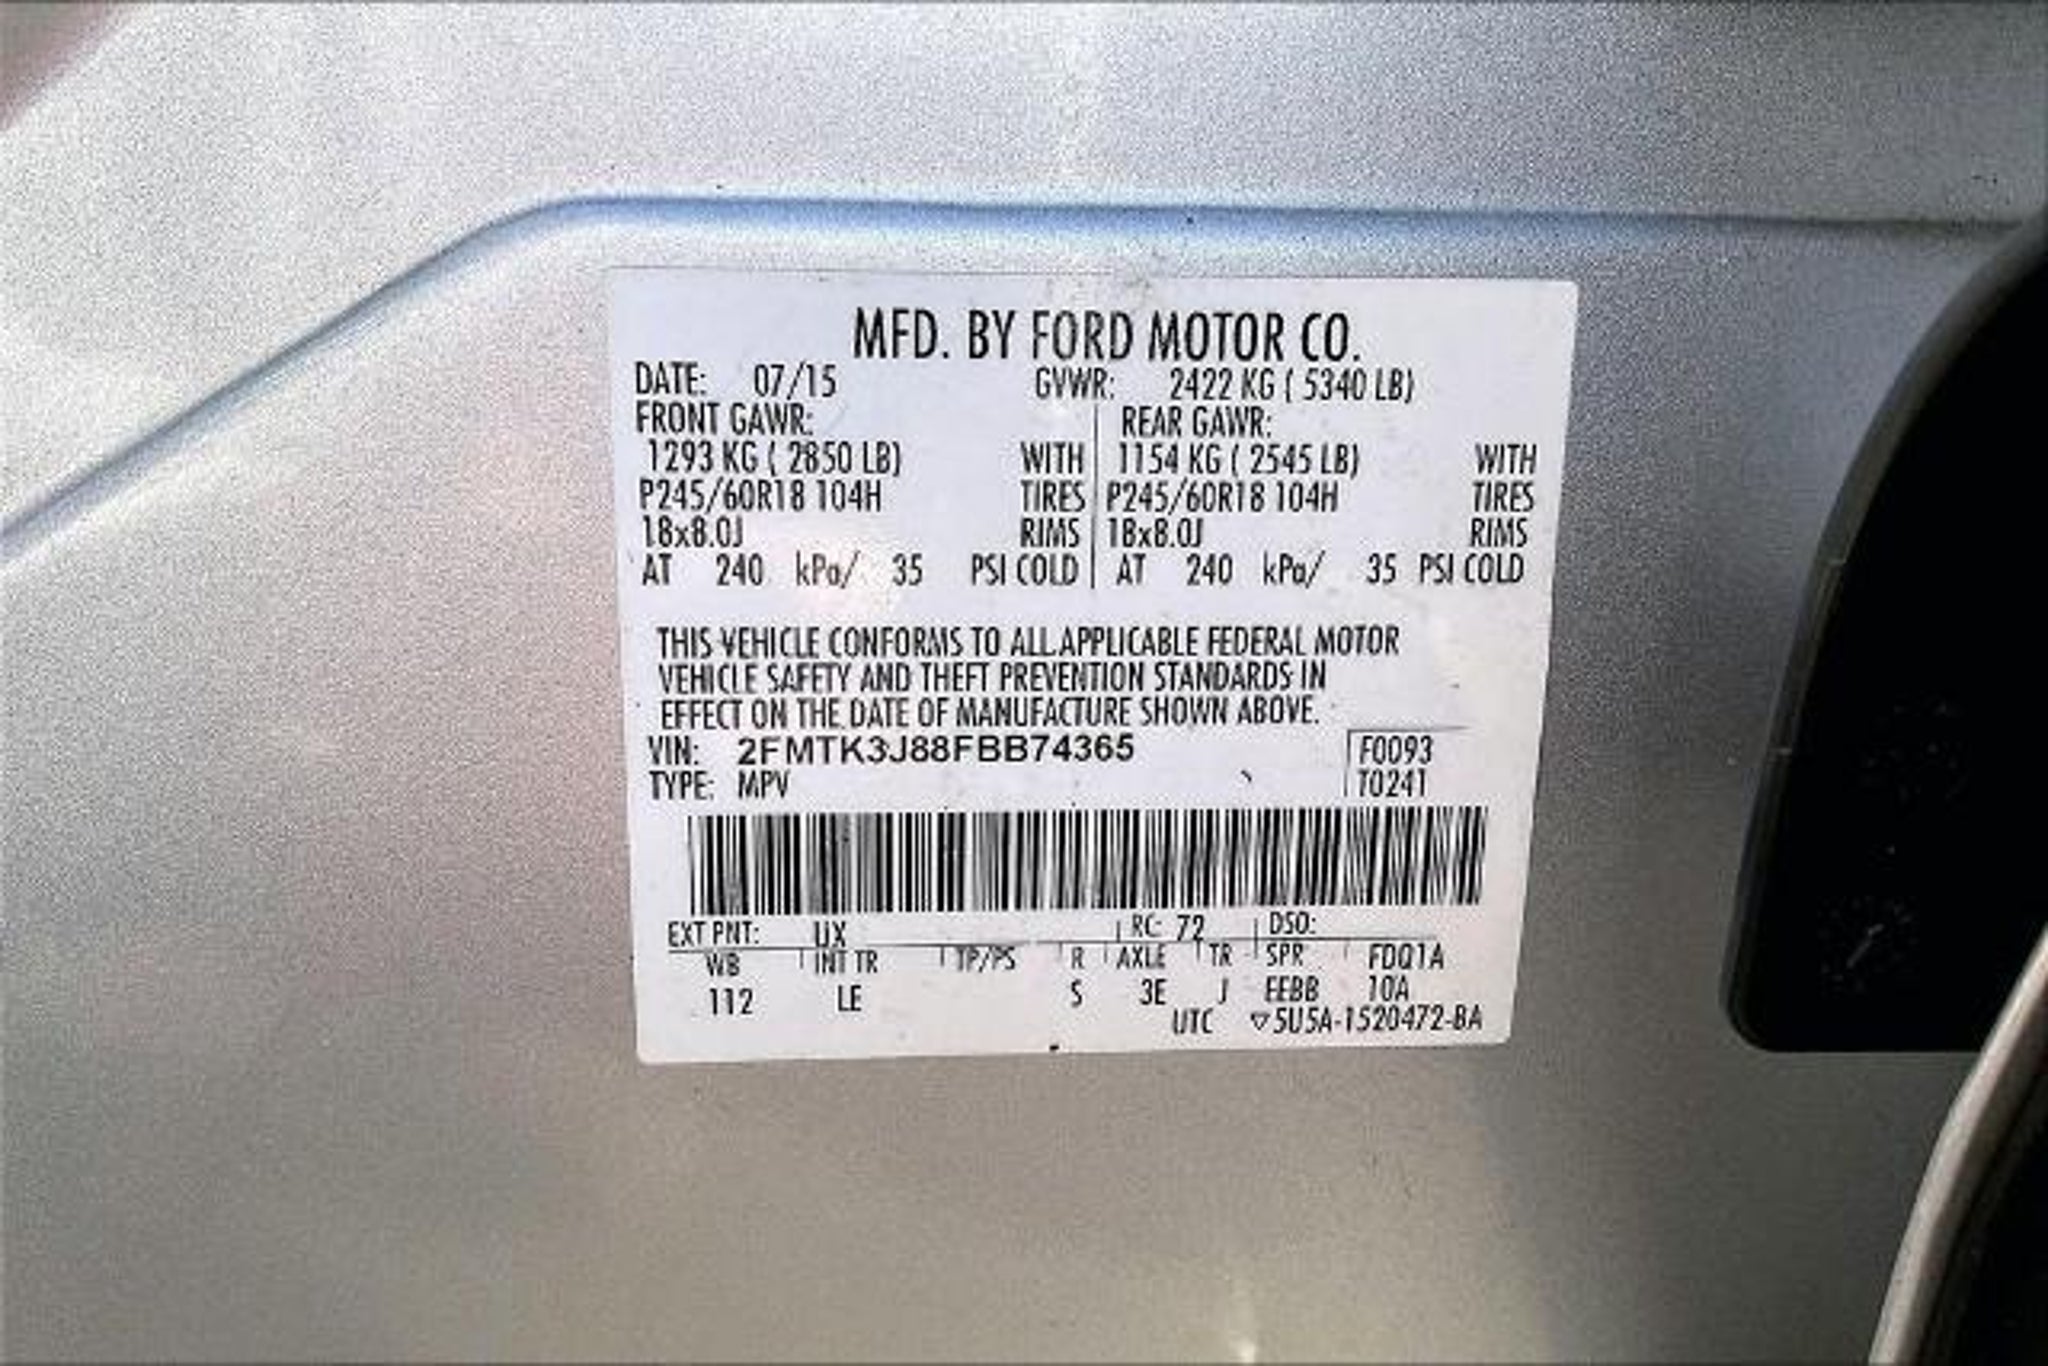 MFD. BY FORD MOTOR CO.
DATE: 07/15 GVWR: 2422 KG ( 5340 LB)
FRONT GAWR: REAR GAWR:
1293 KG ( 2850 LB) WITH 1154 KG ( 2545 LB) WITH
P245/60R18 104H TIRES P245/60R18 104H TIRES
18x8.0J RIMS 18x8.0J RIMS
AT 240 kPa/ 35 PSI COLD AT 240 kPa/ 35 PSI COLD
THIS VEHICLE CONFORMS TO ALL APPLICABLE FEDERAL MOTOR
VEHICLE SAFETY AND THEFT PREVENTION STANDARDS IN
EFFECT ON THE DATE OF MANUFACTURE SHOWN ABOVE.
VIN: 2FMTK3J88FBB74365 F0093
TYPE: MPV T0241
EXT PNT: UX RC: 72 DSO:
WB INT TR TP/PS R AXLE TR SPR FDQ1A
112 LE S 3E J EEBB 10A
UTC ▽5U5A-1520472-BA